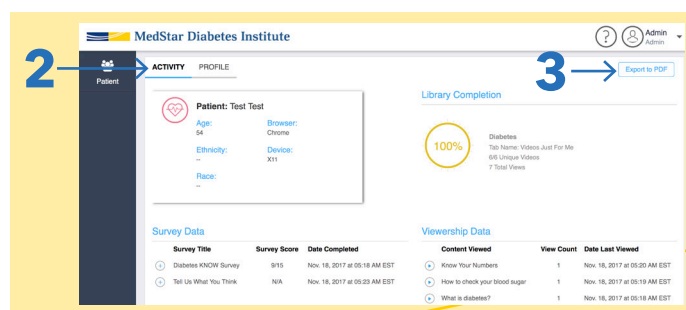 MedStar Diabetes Institute
?
Admin
Admin
2
Patient
ACTIVITY PROFILE
3
Export to PDF
Patient: Test Test
Age:
54
Browser:
Chrome
Ethnicity:
--
Device:
X11
Race:
--
Library Completion
100%
Diabetes
Tab Name: Videos Just For Me
6/6 Unique Videos
7 Total Views
Survey Data
Survey Title Survey Score Date Completed
Diabetes KNOW Survey 9/15 Nov. 18, 2017 at 05:18 AM EST
Tell Us What You Think N/A Nov. 18, 2017 at 05:23 AM EST
Viewership Data
Content Viewed View Count Date Last Viewed
Know Your Numbers 1 Nov. 18, 2017 at 05:20 AM EST
How to check your blood sugar 1 Nov. 18, 2017 at 05:19 AM EST
What is diabetes? 1 Nov. 18, 2017 at 05:18 AM EST